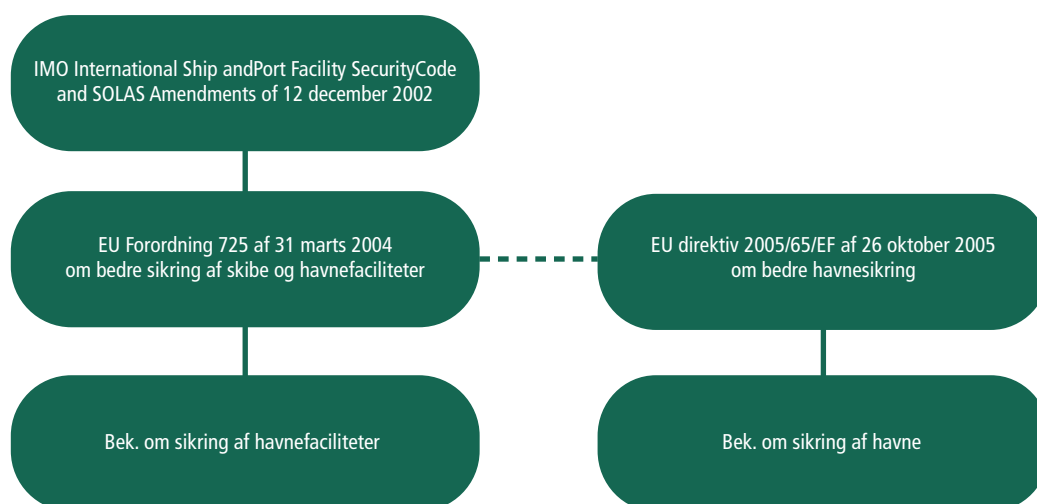 IMO International Ship andPort Facility SecurityCode
and SOLAS Amendments of 12 december 2002
EU Forordning 725 af 31 marts 2004
om bedre sikring af skibe og havnefaciliteter
EU direktiv 2005/65/EF af 26 oktober 2005
om bedre havnesikring
Bek. om sikring af havnefaciliteter
Bek. om sikring af havne